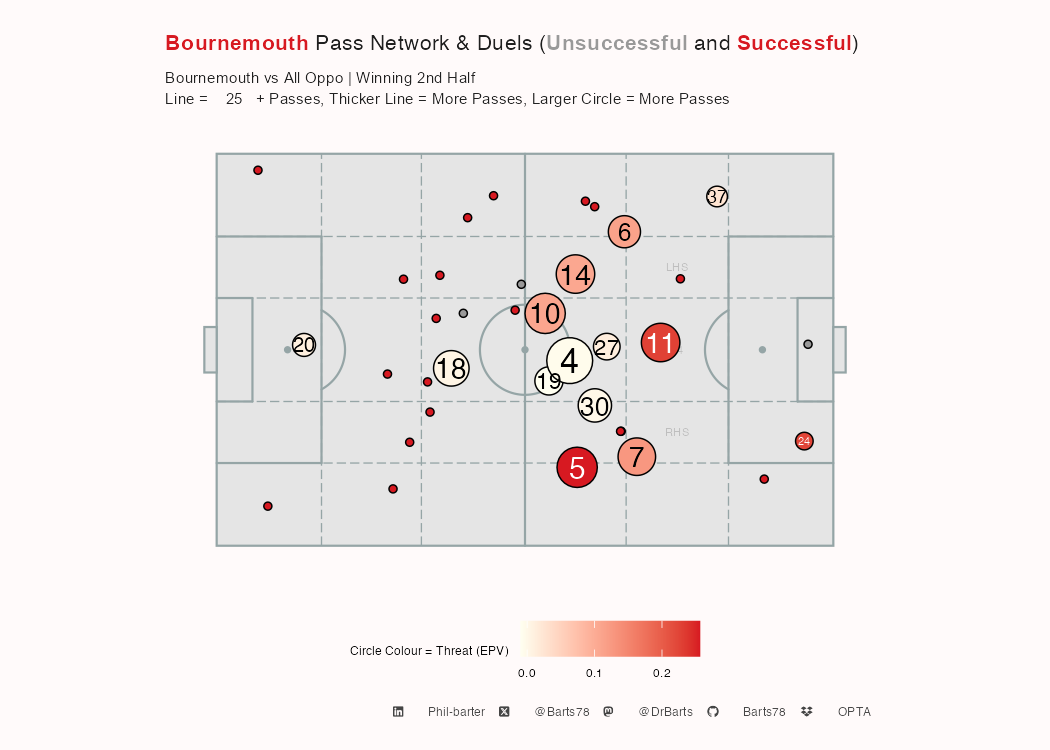 Bournemouth Pass Network & Duels (Unsuccessful and Successful)
Bournemouth vs All Oppo | Winning 2nd Half
Line = 25 + Passes, Thicker Line = More Passes, Larger Circle = More Passes
37
6
LHS
14
10
20
27
11
4
18
19
30
RHS
24
7
5
Circle Colour = Threat (EPV)
0.0 0.1 0.2
Phil-barter @Barts78 @DrBarts Barts78 OPTA